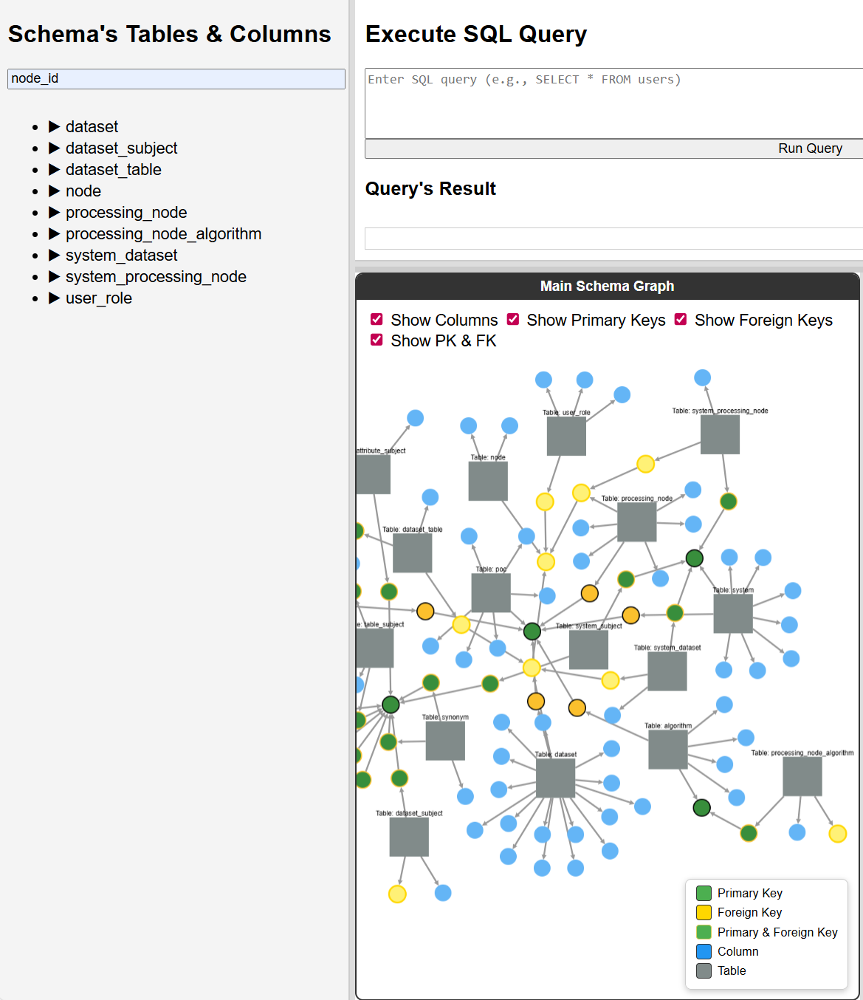 Schema's Tables & Columns
node_id
dataset
dataset_subject
dataset_table
node
processing_node
processing_node_algorithm
system_dataset
system_processing_node
user_role
Execute SQL Query
Enter SQL query (e.g., SELECT * FROM users)
Run Query
Query's Result
Main Schema Graph
Show Columns Show Primary Keys Show Foreign Keys
Show PK & FK
Table: user_role
Table: system_processing_node
attribute_subject
Table: node
Table: processing_node
Table: dataset_table
Table: poc
Table: system
e: table_subject
Table: system_subject
Table: system_dataset
Table: synonym
Table: algorithm
Table: dataset
Table: processing_node_algorithm
Table: dataset_subject
Primary Key
Foreign Key
Primary & Foreign Key
Column
Table